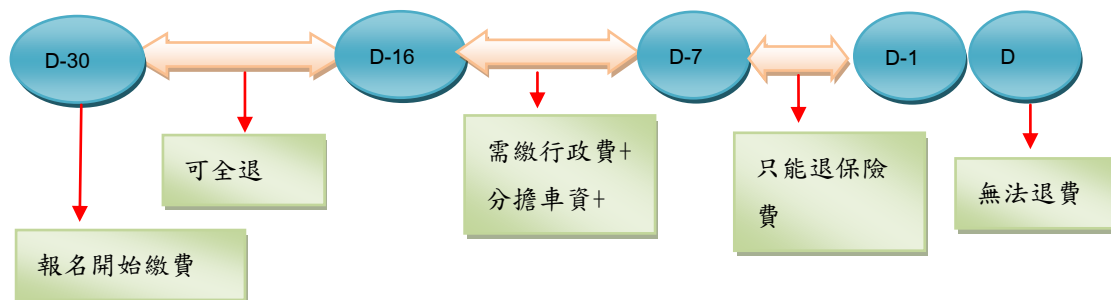 D-30
D-16
D-7
D-1
D
可全退
需繳行政費+
分擔車資+
只能退保險
費
無法退費
報名開始繳費